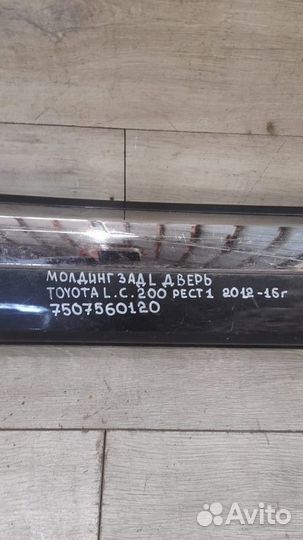 МОЛДИНГ ЗАД L ДВЕРЬ
TOYOTA L.C. 200 РЕСТ 1 2012-15г
7507560120
Avito